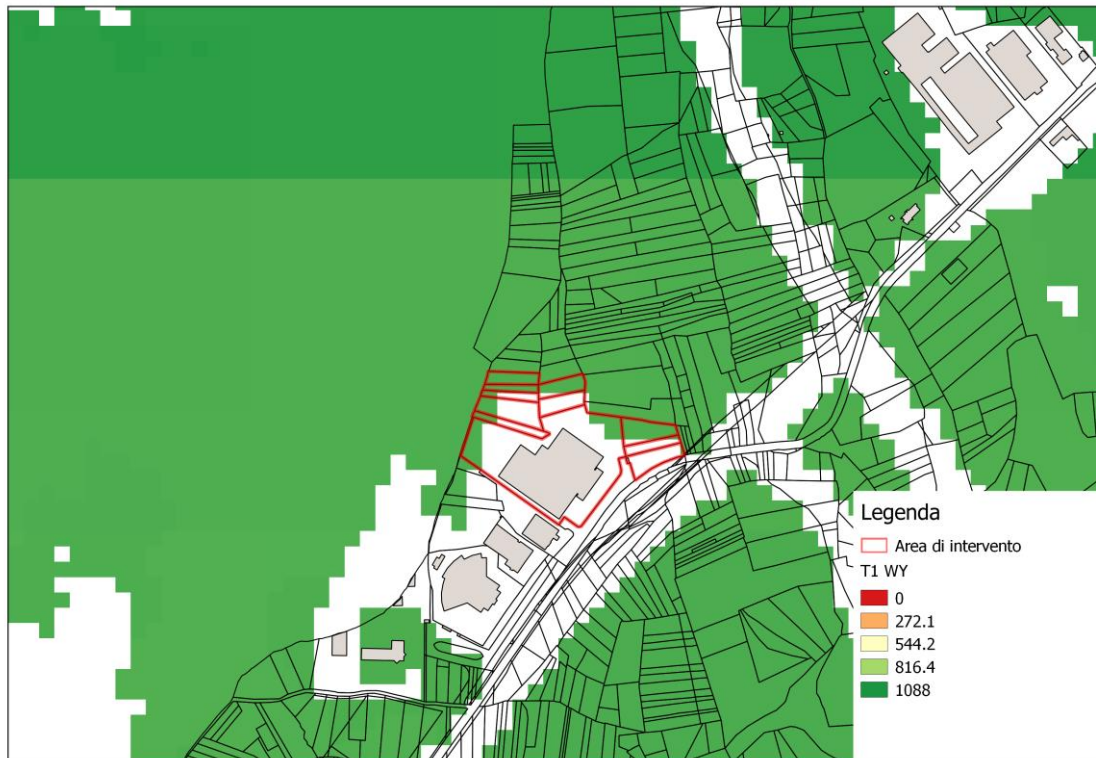 Legenda
Area di intervento
T1 WY
0
272.1
544.2
816.4
1088